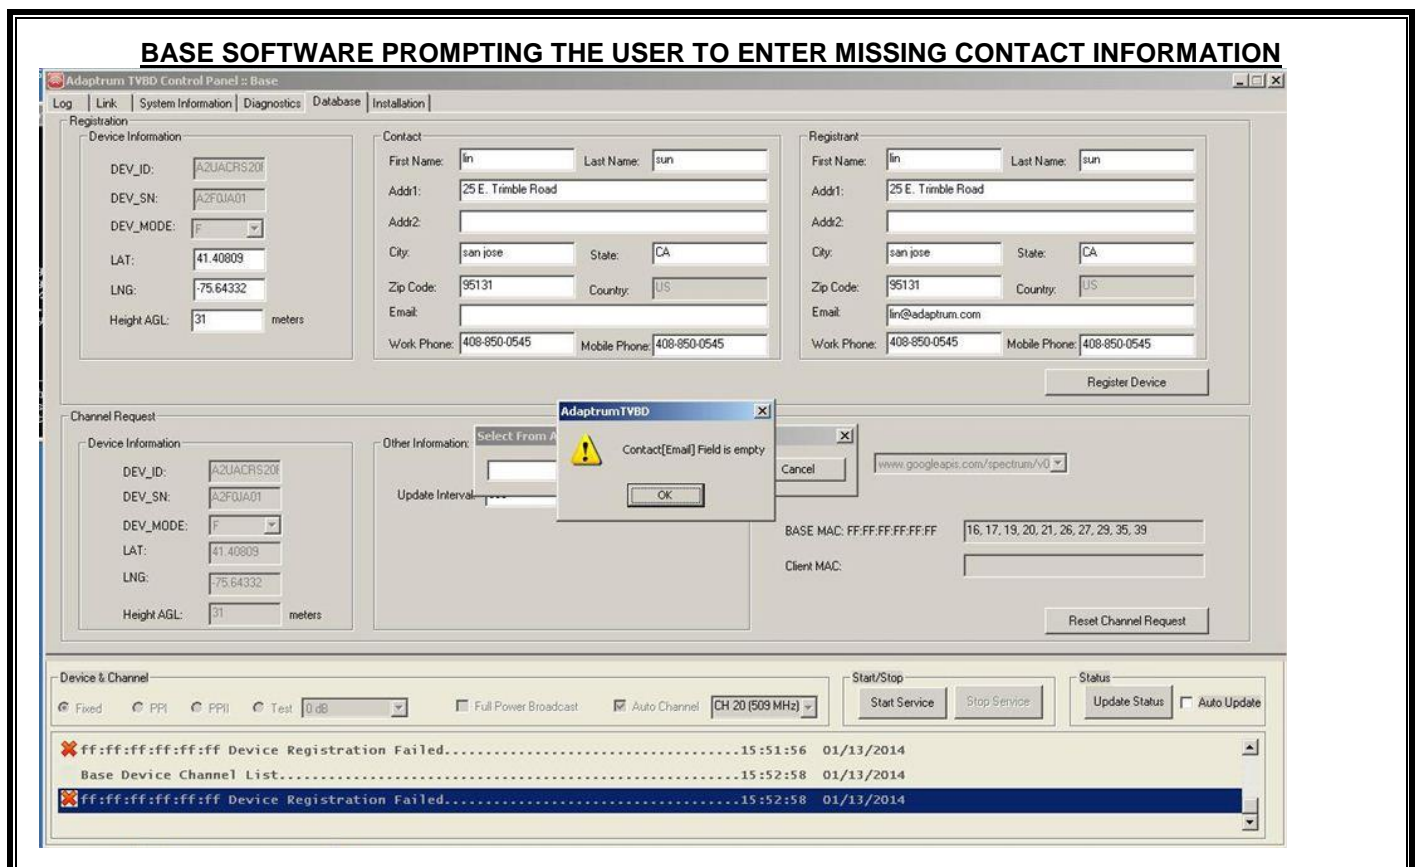 BASE SOFTWARE PROMPTING THE USER TO ENTER MISSING CONTACT INFORMATION
Adaptrum TVBD Control Panel :: Base
Log Link System Information Diagnostics Database Installation
Registration
Device Information
DEV_ID: A2UACRS20
DEV_SN: A2F0JA01
DEV_MODE: F
LAT: 41.40809
LNG: -75.64332
Height AGL: 31 meters
Contact
First Name: lin Last Name: sun
Addr1: 25 E. Trimble Road
Addr2:
City: san jose State: CA
Zip Code: 95131 Country: US
Email:
Work Phone: 408-850-0545 Mobile Phone: 408-850-0545
Registrant
First Name: lin Last Name: sun
Addr1: 25 E. Trimble Road
Addr2:
City: san jose State: CA
Zip Code: 95131 Country: US
Email: lin@adaptrum.com
Work Phone: 408-850-0545 Mobile Phone: 408-850-0545
Register Device
Channel Request
Device Information
DEV_ID: A2UACRS20
DEV_SN: A2F0JA01
DEV_MODE: F
LAT: 41.40809
LNG: -75.64332
Height AGL: 31 meters
Other Information:
Update Interval:
Select From A
Cancel
AdaptrumTVBD
Contact[Email] Field is empty
OK
www.googleapis.com/spectrum/v0
BASE MAC: FF:FF:FF:FF:FF:FF 16, 17, 19, 20, 21, 26, 27, 29, 35, 39
Client MAC:
Reset Channel Request
Device & Channel
Fixed PPI PPII Test 0 dB Full Power Broadcast Auto Channel CH 20 (509 MHz)
Start/Stop
Start Service Stop Service
Status
Update Status Auto Update
ff:ff:ff:ff:ff:ff Device Registration Failed....................................15:51:56 01/13/2014
Base Device Channel List........................................................15:52:58 01/13/2014
ff:ff:ff:ff:ff:ff Device Registration Failed....................................15:52:58 01/13/2014